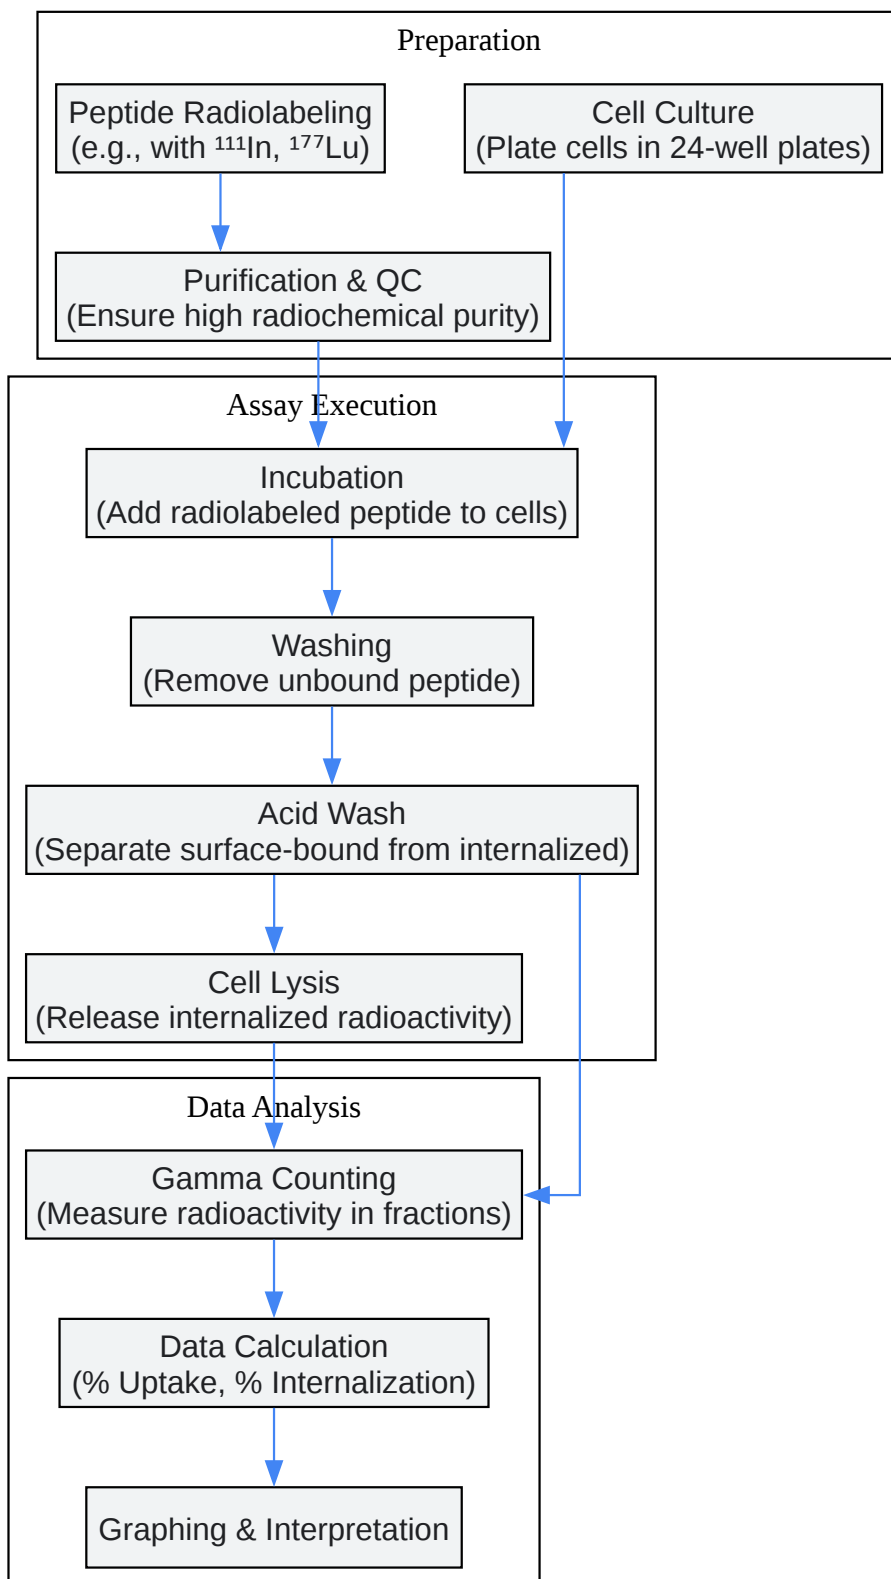 Preparation
Peptide Radiolabeling
(e.g., with ¹¹¹In, ¹⁷⁷Lu)
Cell Culture
(Plate cells in 24-well plates)
Purification & QC
(Ensure high radiochemical purity)
Assay Execution
Incubation
(Add radiolabeled peptide to cells)
Washing
(Remove unbound peptide)
Acid Wash
(Separate surface-bound from internalized)
Cell Lysis
(Release internalized radioactivity)
Data Analysis
Gamma Counting
(Measure radioactivity in fractions)
Data Calculation
(% Uptake, % Internalization)
Graphing & Interpretation